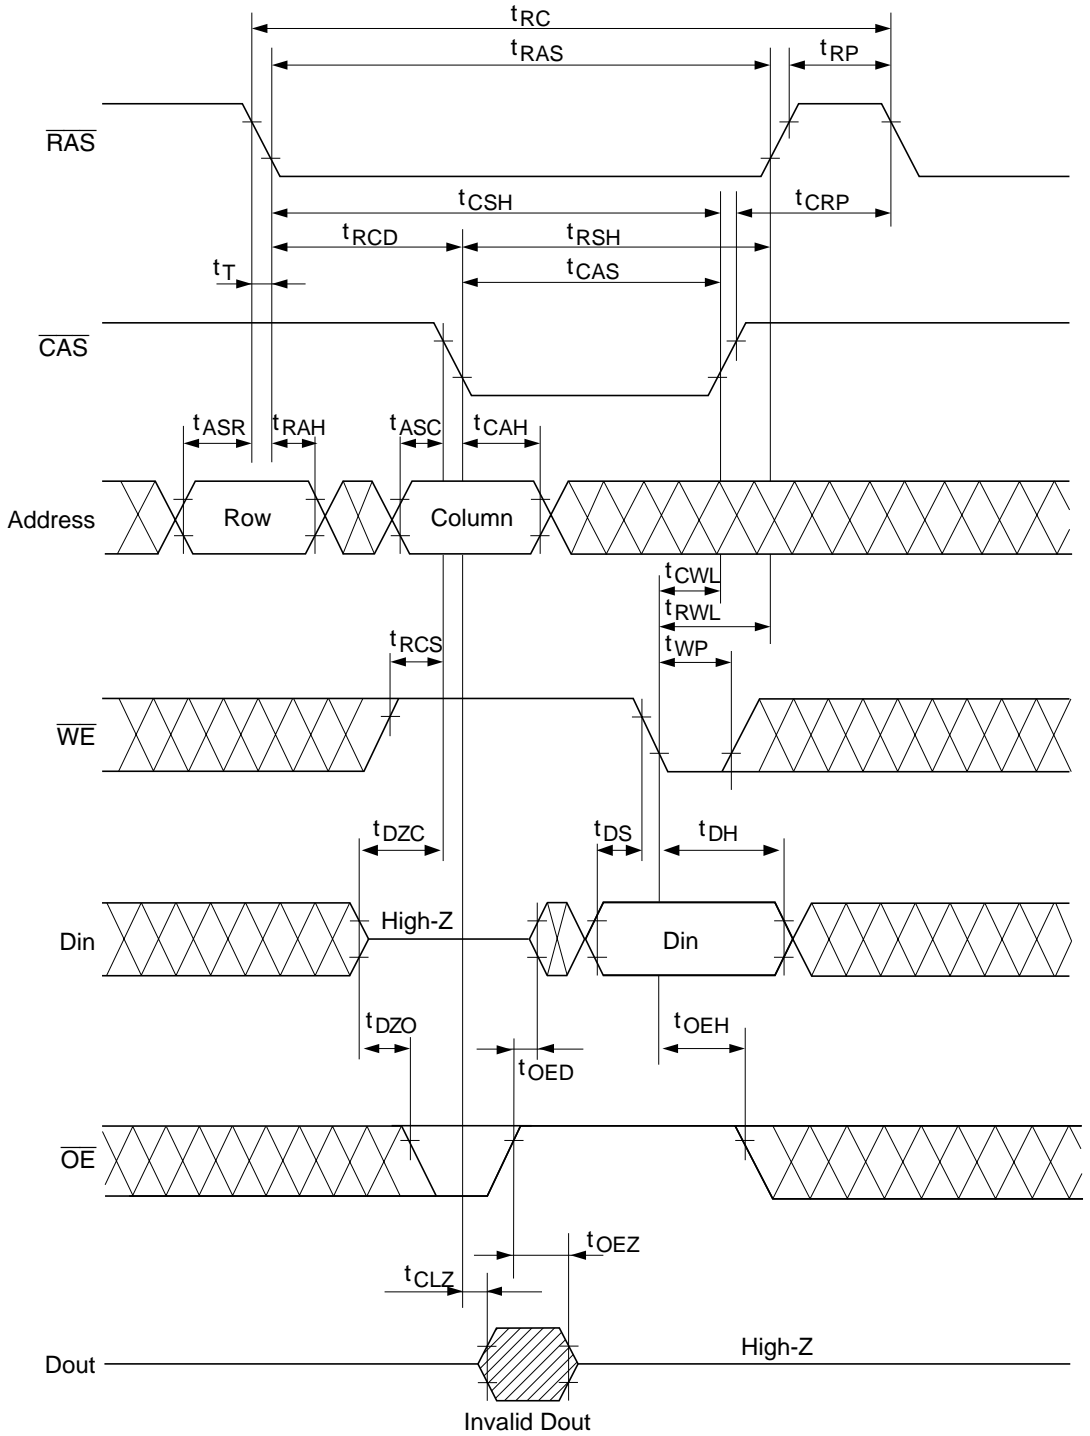 tRC
tRAS
tRP
RAS
tCSH
tCRP
tRCD
tRSH
tT
tCAS
CAS
tASR
tRAH
tASC
tCAH
Address
Row
Column
tCWL
tRWL
tRCS
tWP
WE
tDZC
tDS
tDH
High-Z
Din
Din
tDZO
tOEH
tOED
OE
tOEZ
tCLZ
High-Z
Dout
Invalid Dout